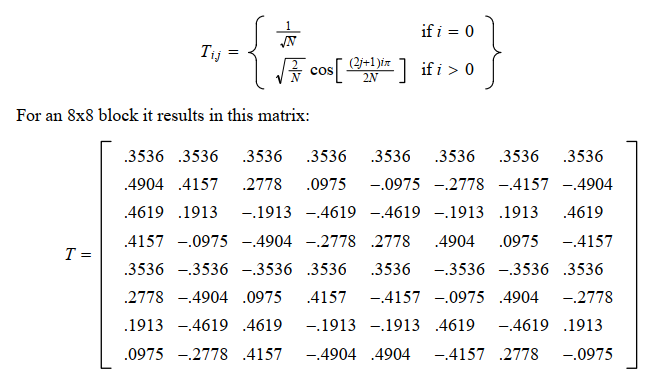 T_{ij} = { 1/√N if i = 0
√(2/N) cos[ (2j+1)iπ / 2N ] if i > 0 }
For an 8x8 block it results in this matrix:
.3536 .3536 .3536 .3536 .3536 .3536 .3536 .3536
.4904 .4157 .2778 .0975 –.0975 –.2778 –.4157 –.4904
.4619 .1913 –.1913 –.4619 –.4619 –.1913 .1913 .4619
.4157 –.0975 –.4904 –.2778 .2778 .4904 .0975 –.4157
T =
.3536 –.3536 –.3536 .3536 .3536 –.3536 –.3536 .3536
.2778 –.4904 .0975 .4157 –.4157 –.0975 .4904 –.2778
.1913 –.4619 .4619 –.1913 –.1913 .4619 –.4619 .1913
.0975 –.2778 .4157 –.4904 .4904 –.4157 .2778 –.0975